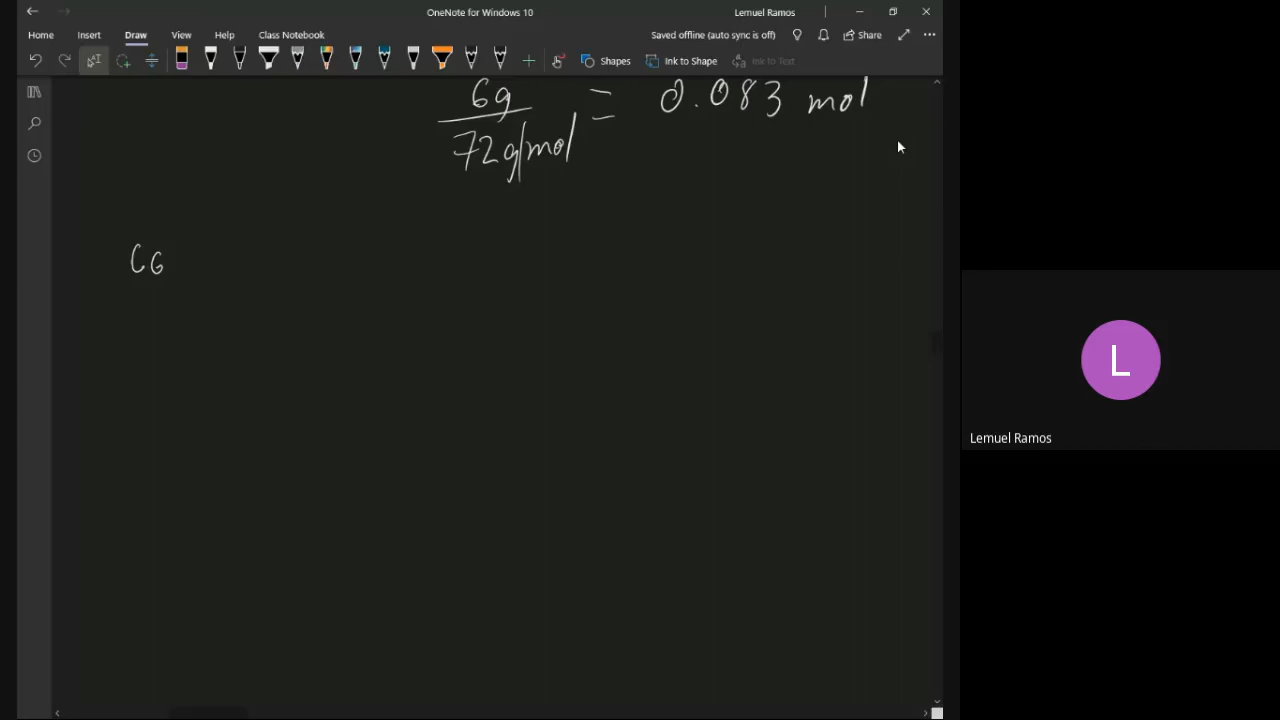 OneNote for Windows 10
Lemuel Ramos
Home Insert Draw View Help Class Notebook
Saved offline (auto sync is off) Share
Shapes Ink to Shape Ink to Text
6g
= 0.083 mol
72g/mol
C6
L
Lemuel Ramos